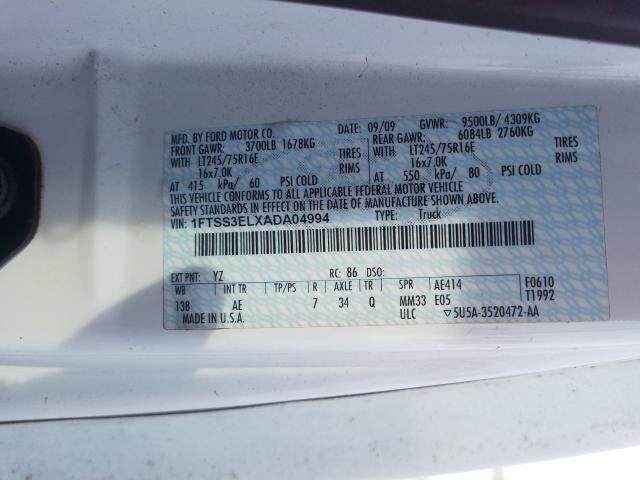 MFD. BY FORD MOTOR CO.
DATE: 09/09 GVWR: 9500LB/ 4309KG
FRONT GAWR: 3700LB 1678KG
REAR GAWR: 6084LB 2760KG
WITH LT245/75R16E TIRES
WITH LT245/75R16E TIRES
16x7.0K
16x7.0K
AT 415 kPa/ 60 PSI COLD
AT 550 kPa/ 80 PSI COLD
THIS VEHICLE CONFORMS TO ALL APPLICABLE FEDERAL MOTOR VEHICLE
SAFETY STANDARDS IN EFFECT ON THE DATE OF MANUFACTURE SHOWN ABOVE.
VIN: 1FTSS3ELXADA04994 TYPE: Truck
EXT PNT: YZ RC: 86 DSO:
WB INT TR TP/PS R AXLE TR SPR AE414 F0610
138 AE 7 34 Q MM33 E05 T1992
MADE IN U.S.A. ULC ▽5U5A-3520472-AA